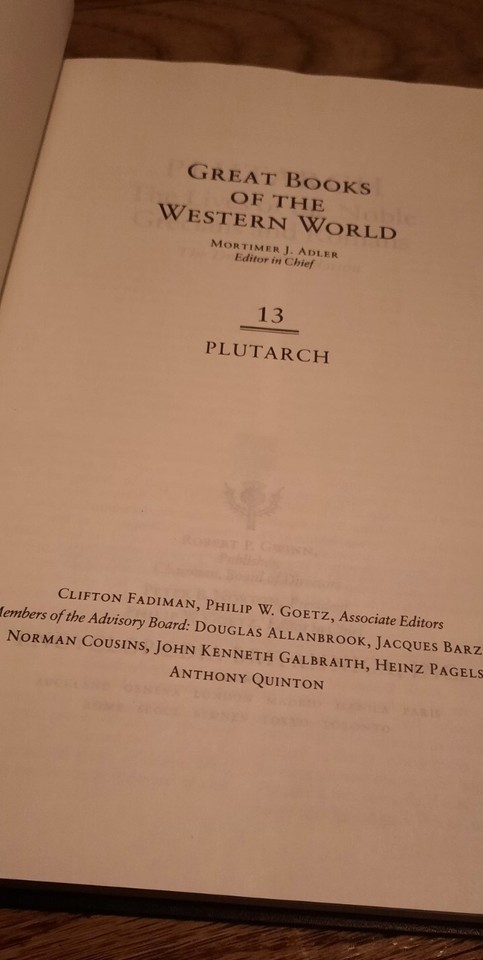 GREAT BOOKS
OF THE
WESTERN WORLD
MORTIMER J. ADLER
Editor in Chief
13
PLUTARCH
CLIFTON FADIMAN, PHILIP W. GOETZ, Associate Editors
Members of the Advisory Board: DOUGLAS ALLANBROOK, JACQUES BARZ
NORMAN COUSINS, JOHN KENNETH GALBRAITH, HEINZ PAGELS
ANTHONY QUINTON